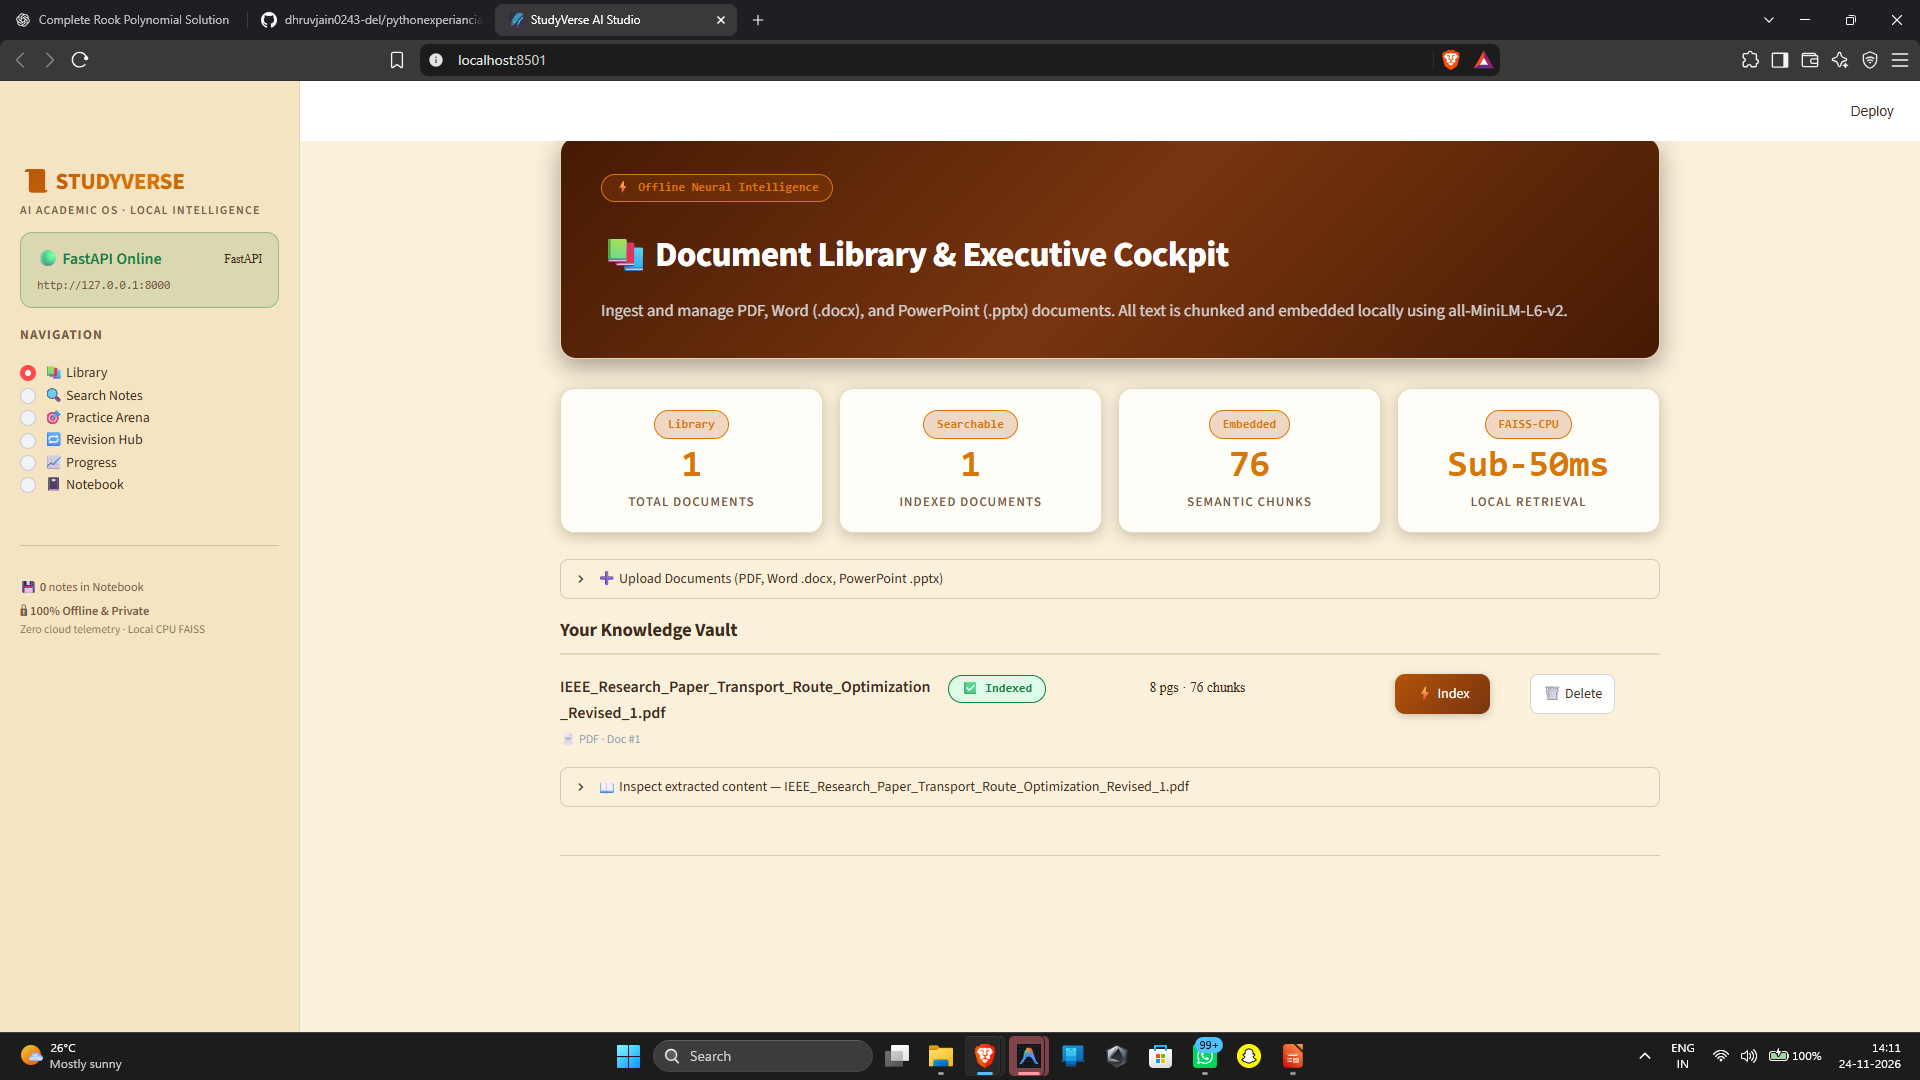 Complete Rook Polynomial Solution
dhruvjain0243-del/pythonexperiancia
StudyVerse AI Studio
localhost:8501
Deploy
STUDYVERSE
AI ACADEMIC OS · LOCAL INTELLIGENCE
FastAPI Online
FastAPI
http://127.0.0.1:8000
NAVIGATION
Library
Search Notes
Practice Arena
Revision Hub
Progress
Notebook
0 notes in Notebook
100% Offline & Private
Zero cloud telemetry · Local CPU FAISS
Offline Neural Intelligence
Document Library & Executive Cockpit
Ingest and manage PDF, Word (.docx), and PowerPoint (.pptx) documents. All text is chunked and embedded locally using all-MiniLM-L6-v2.
Library
1
TOTAL DOCUMENTS
Searchable
1
INDEXED DOCUMENTS
Embedded
76
SEMANTIC CHUNKS
FAISS-CPU
Sub-50ms
LOCAL RETRIEVAL
Upload Documents (PDF, Word .docx, PowerPoint .pptx)
Your Knowledge Vault
IEEE_Research_Paper_Transport_Route_Optimization
_Revised_1.pdf
PDF · Doc #1
Indexed
8 pgs · 76 chunks
Index
Delete
Inspect extracted content — IEEE_Research_Paper_Transport_Route_Optimization_Revised_1.pdf
26°C
Mostly sunny
Search
99+
ENG
IN
100%
14:11
24-11-2026